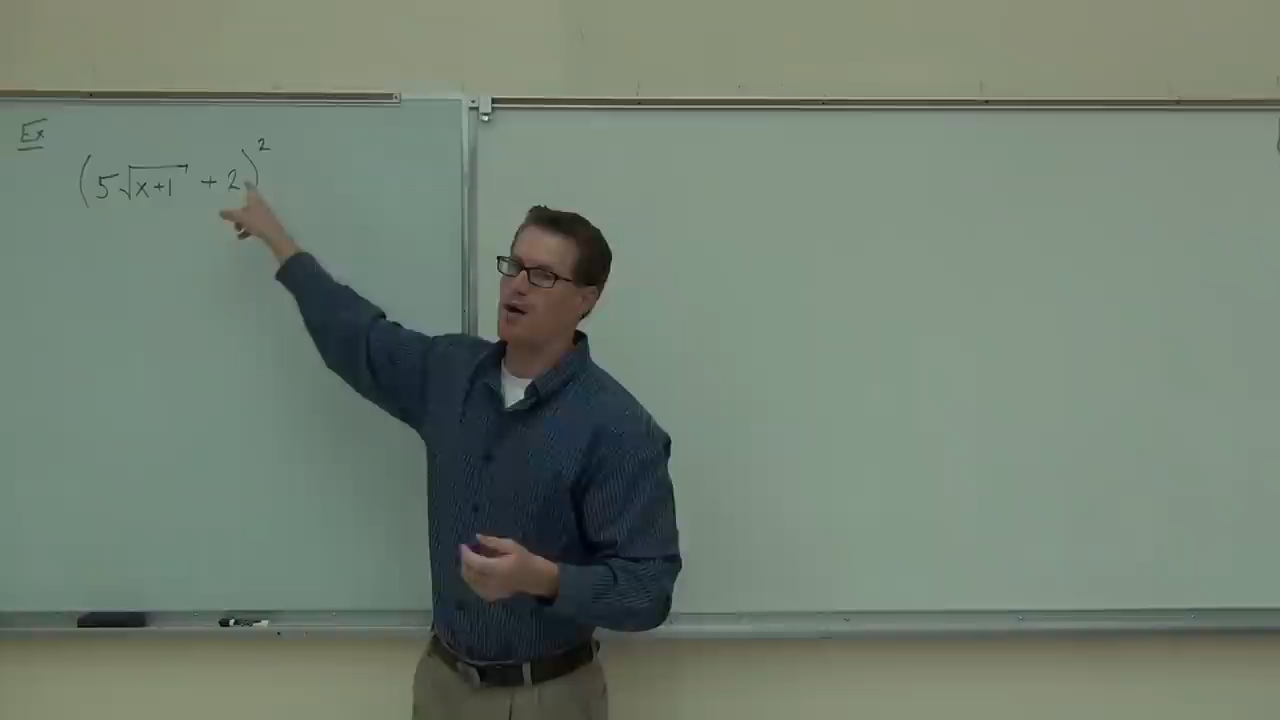 Ex
(5√(x+1) + 2)²